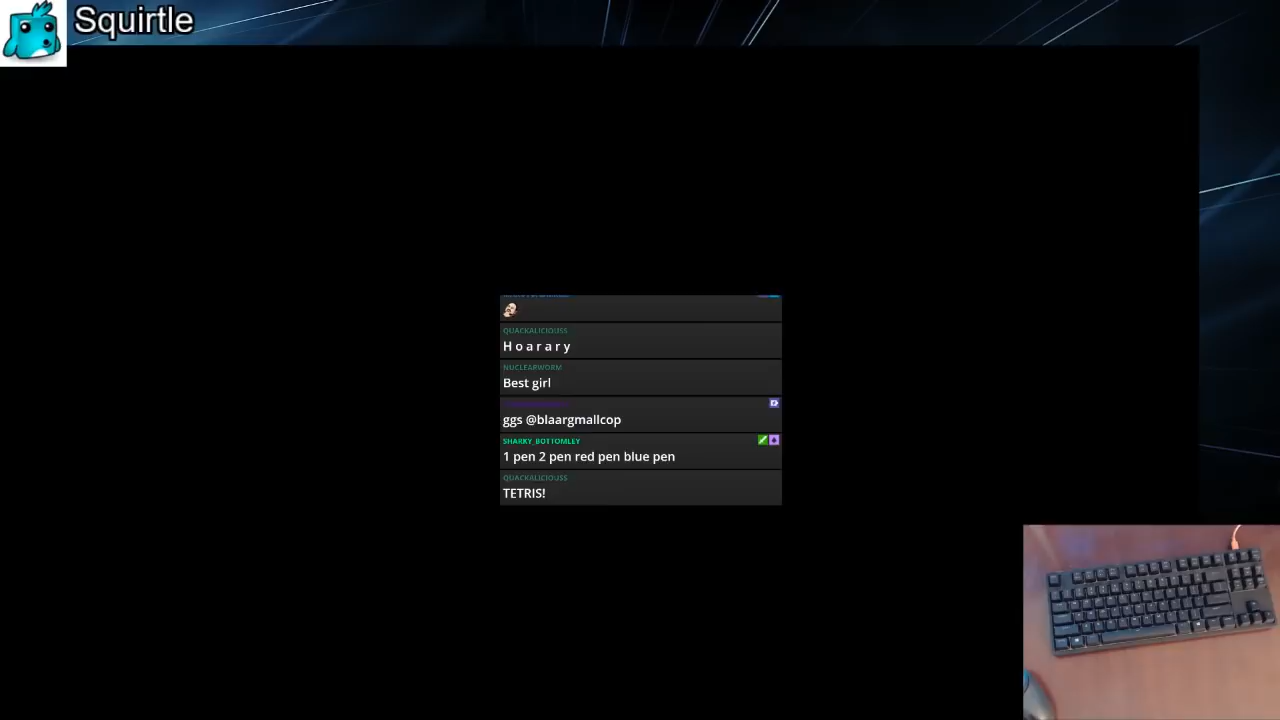 Squirtle
QUACKALICIOUSS
H o a r a r y
NUCLEARWORM
Best girl
ggs @blaargmallcop
SHARKY_BOTTOMLEY
1 pen 2 pen red pen blue pen
QUACKALICIOUSS
TETRIS!